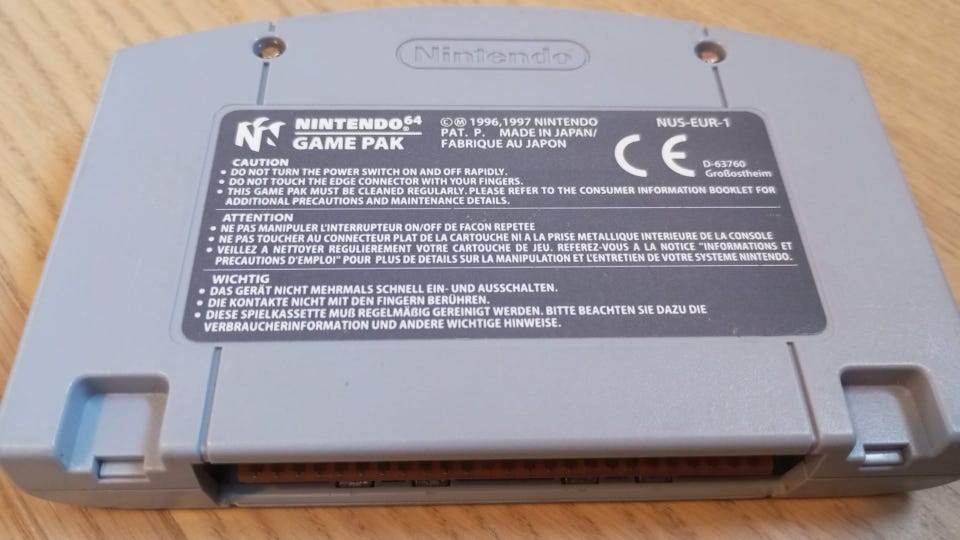 Nintendo
NINTENDO®64
GAME PAK
©Ⓜ 1996,1997 NINTENDO
PAT. P. MADE IN JAPAN/
FABRIQUE AU JAPON
NUS-EUR-1
CE
D-63760
Großostheim
CAUTION
• DO NOT TURN THE POWER SWITCH ON AND OFF RAPIDLY.
• DO NOT TOUCH THE EDGE CONNECTOR WITH YOUR FINGERS.
• THIS GAME PAK MUST BE CLEANED REGULARLY. PLEASE REFER TO THE CONSUMER INFORMATION BOOKLET FOR
ADDITIONAL PRECAUTIONS AND MAINTENANCE DETAILS.
ATTENTION
• NE PAS MANIPULER L'INTERRUPTEUR ON/OFF DE FACON REPETEE
• NE PAS TOUCHER AU CONNECTEUR PLAT DE LA CARTOUCHE NI A LA PRISE METALLIQUE INTERIEURE DE LA CONSOLE
• VEILLEZ A NETTOYER REGULIEREMENT VOTRE CARTOUCHE DE JEU. REFEREZ-VOUS A LA NOTICE "INFORMATIONS ET
PRECAUTIONS D'EMPLOI" POUR PLUS DE DETAILS SUR LA MANIPULATION ET L'ENTRETIEN DE VOTRE SYSTEME NINTENDO.
WICHTIG
• DAS GERÄT NICHT MEHRMALS SCHNELL EIN- UND AUSSCHALTEN.
• DIE KONTAKTE NICHT MIT DEN FINGERN BERÜHREN.
• DIESE SPIELKASSETTE MUß REGELMÄßIG GEREINIGT WERDEN. BITTE BEACHTEN SIE DAZU DIE
VERBRAUCHERINFORMATION UND ANDERE WICHTIGE HINWEISE.